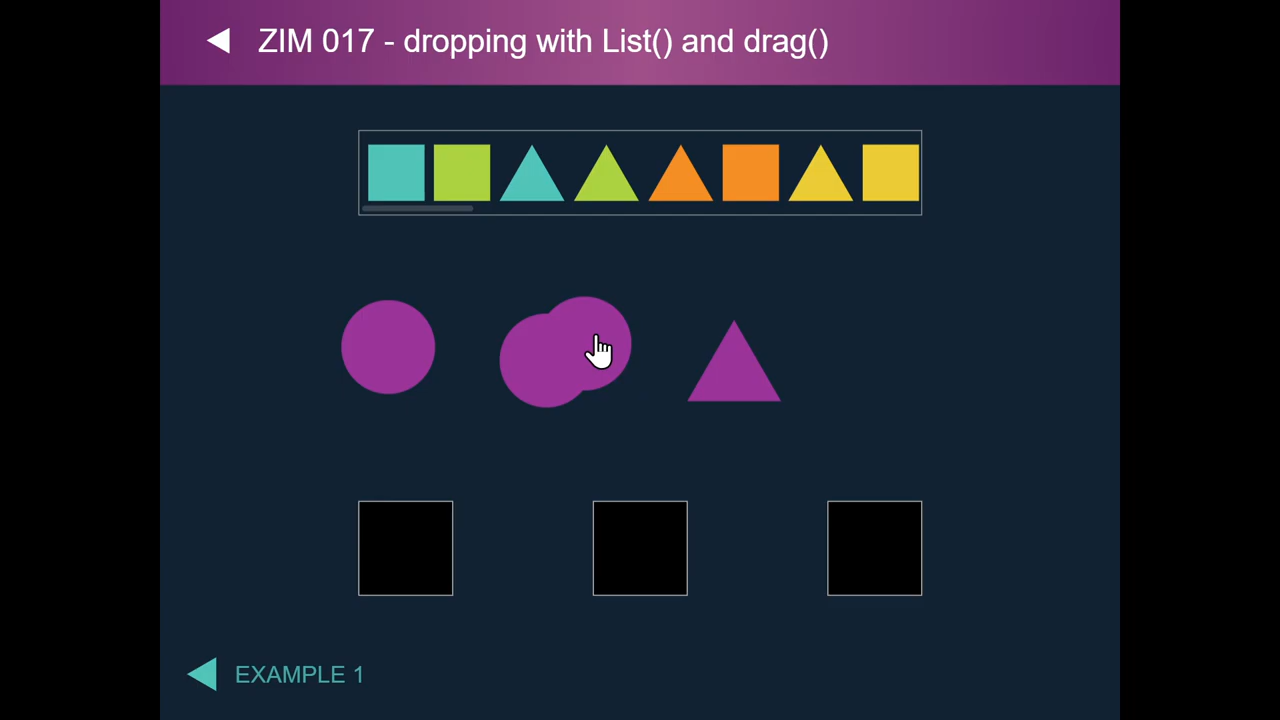 ZIM 017 - dropping with List() and drag()
EXAMPLE 1